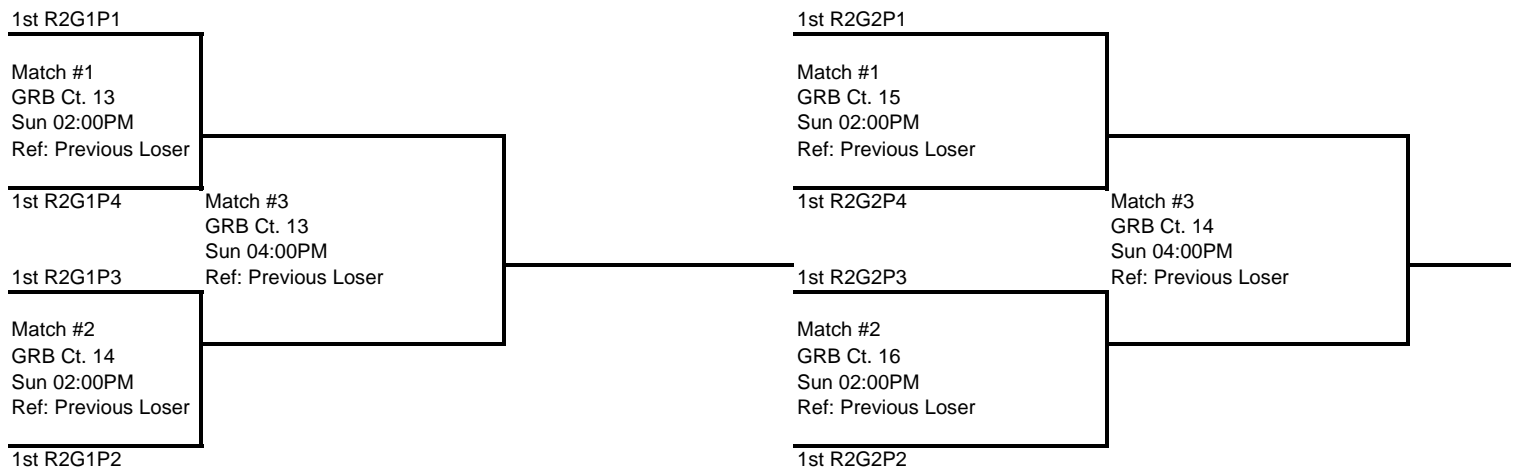 1st R2G1P1
Match #1
GRB Ct. 13
Sun 02:00PM
Ref: Previous Loser
1st R2G1P4
Match #3
GRB Ct. 13
Sun 04:00PM
Ref: Previous Loser
1st R2G1P3
Match #2
GRB Ct. 14
Sun 02:00PM
Ref: Previous Loser
1st R2G1P2
1st R2G2P1
Match #1
GRB Ct. 15
Sun 02:00PM
Ref: Previous Loser
1st R2G2P4
Match #3
GRB Ct. 14
Sun 04:00PM
Ref: Previous Loser
1st R2G2P3
Match #2
GRB Ct. 16
Sun 02:00PM
Ref: Previous Loser
1st R2G2P2